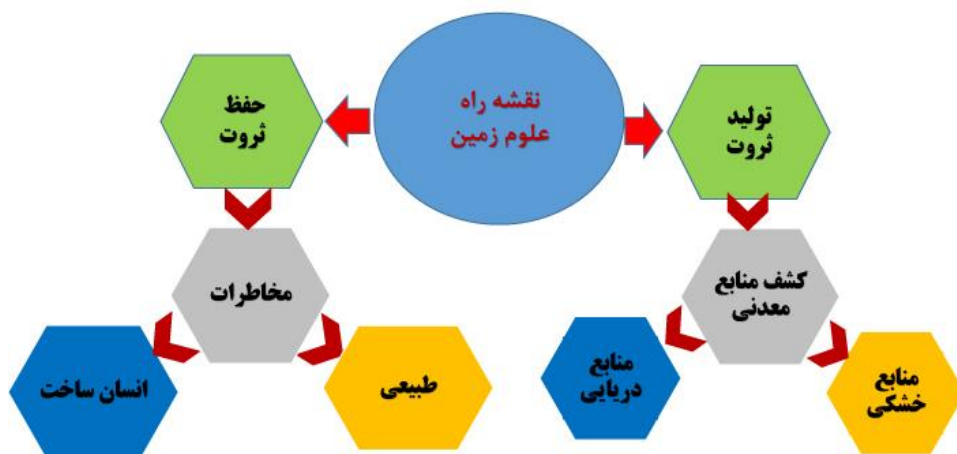 نقشه راه
علوم زمین
تولید
ثروت
حفظ
ثروت
کشف منابع
معدنی
مخاطرات
منابع
خشکی
منابع
دریایی
طبیعی
انسان ساخت